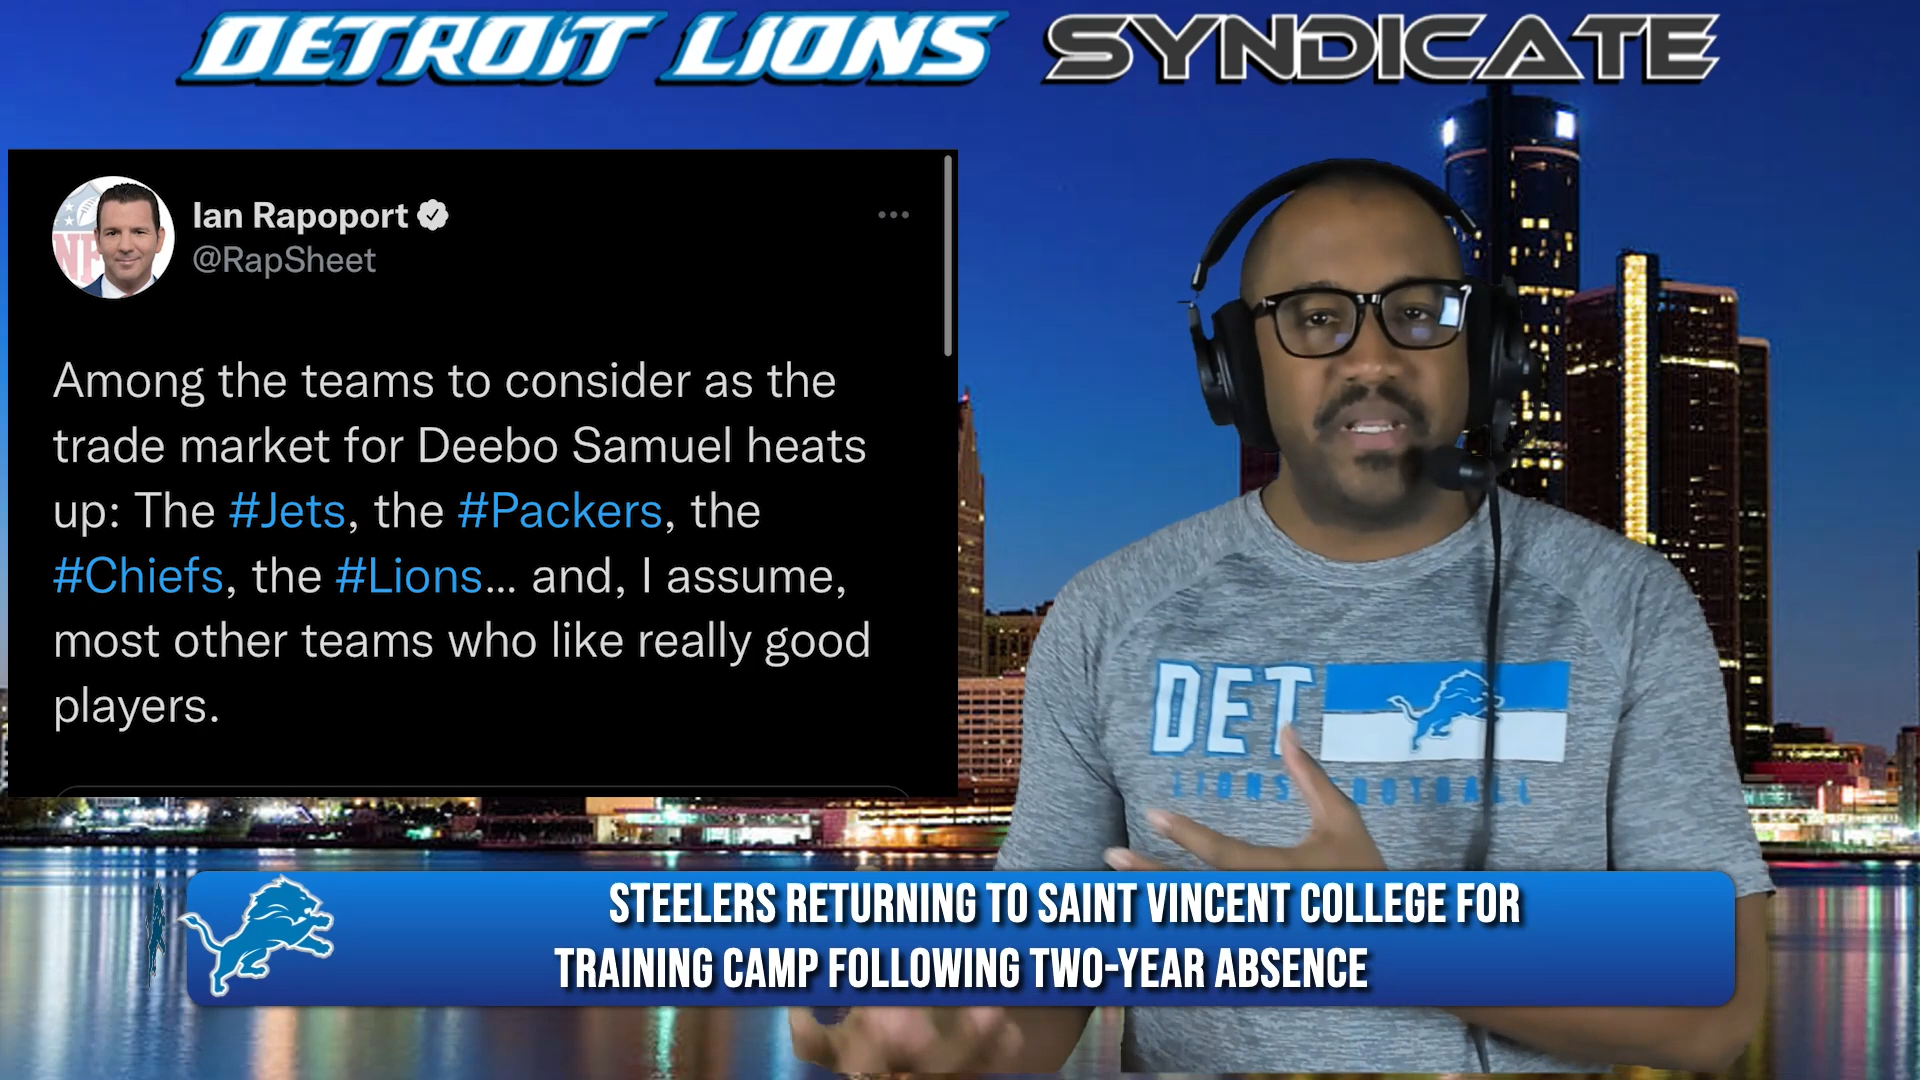 DETROIT LIONS SYNDICATE
Ian Rapoport
@RapSheet
Among the teams to consider as the
trade market for Deebo Samuel heats
up: The #Jets, the #Packers, the
#Chiefs, the #Lions... and, I assume,
most other teams who like really good
players.
DET
LIONS FOOTBALL
STEELERS RETURNING TO SAINT VINCENT COLLEGE FOR
TRAINING CAMP FOLLOWING TWO-YEAR ABSENCE